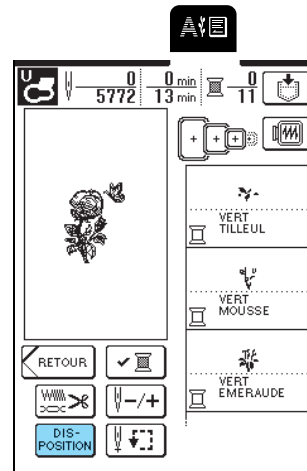 A
U
0 0 min 0
5772 13 min 11
VERT
TILLEUL
VERT
MOUSSE
VERT
EMERAUDE
RETOUR
-/+
DIS-
POSITION